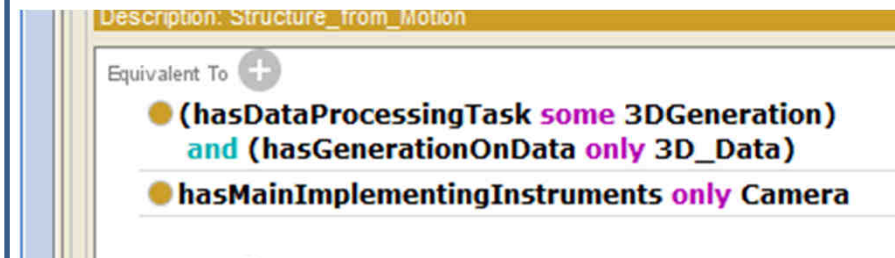 Description: Structure_from_Motion
Equivalent To +
(hasDataProcessingTask some 3DGeneration)
and (hasGenerationOnData only 3D_Data)
hasMainImplementingInstruments only Camera